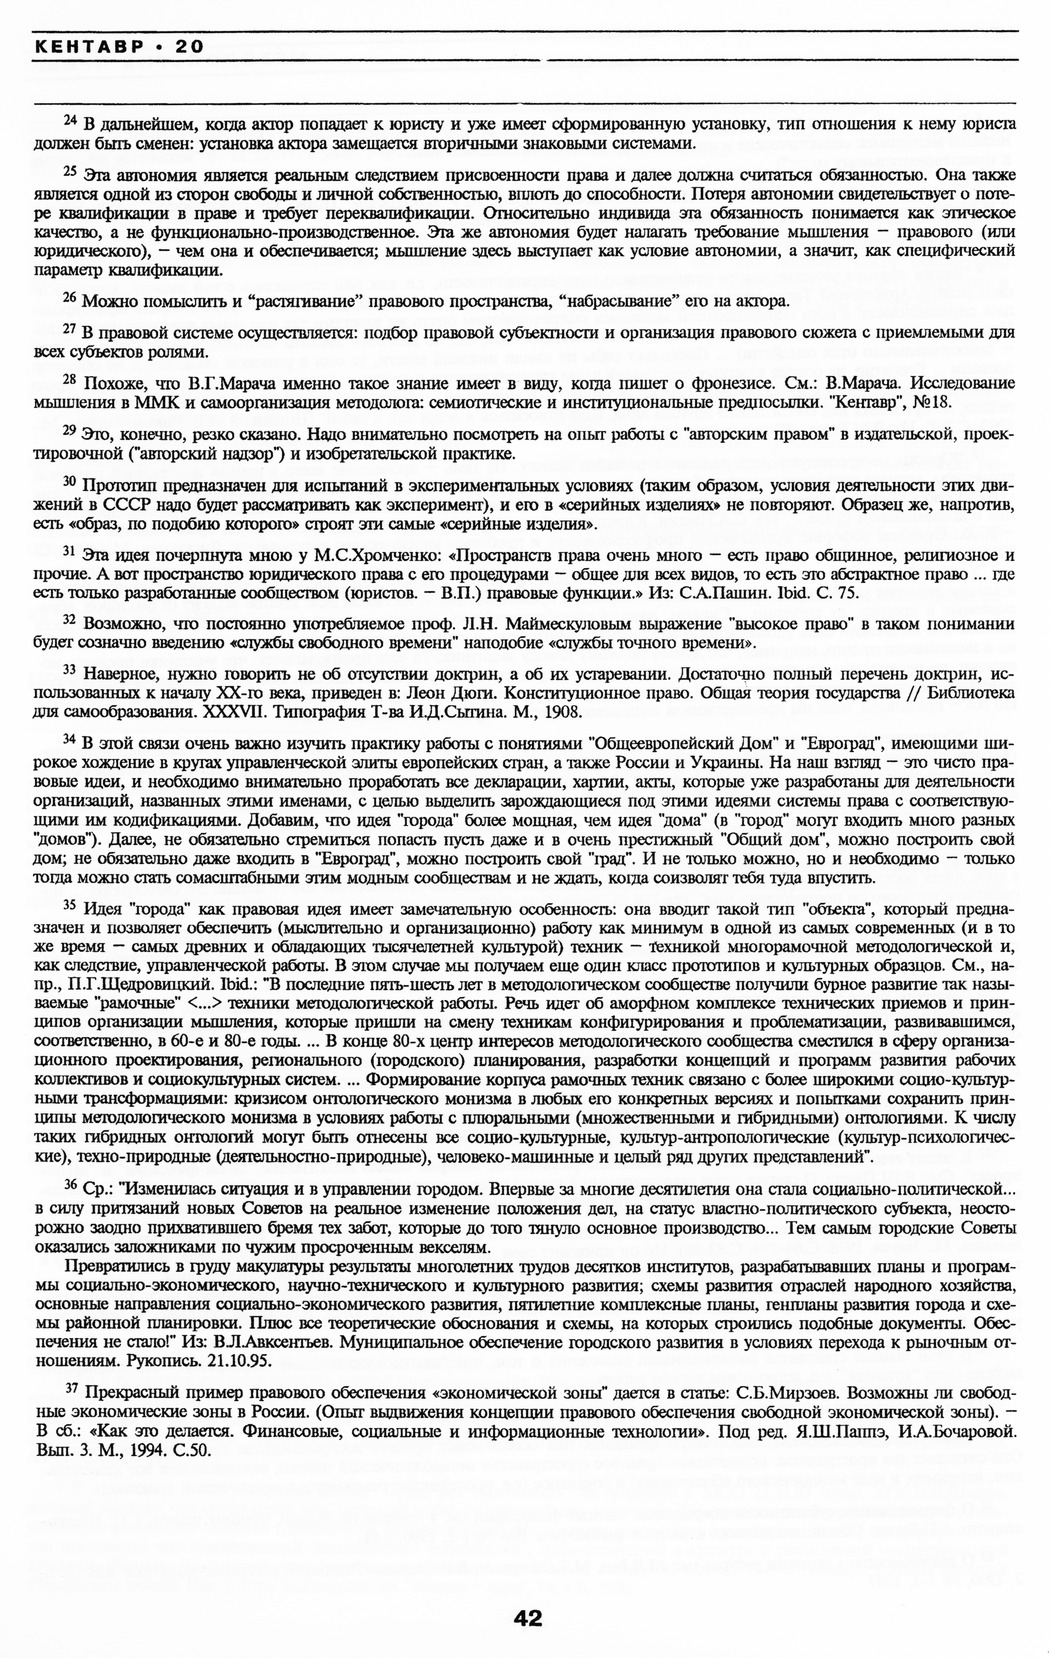 КЕНТАВР • 20
24 В дальнейшем, когда актор попадает к юристу и уже имеет сформированную установку, тип отношения к нему юриста
должен быть сменен: установка актора замещается вторичными знаковыми системами.
25 Эта автономия является реальным следствием присвоенности права и далее должна считаться обязанностью. Она также
является одной из сторон свободы и личной собственностью, вплоть до способности. Потеря автономии свидетельствует о поте-
ре квалификации в праве и требует переквалификации. Относительно индивида эта обязанность понимается как этическое
качество, а не функционально-производственное. Эта же автономия будет налагать требование мышления — правового (или
юридического), — чем она и обеспечивается; мышление здесь выступает как условие автономии, а значит, как специфический
параметр квалификации.
26 Можно помыслить и “растягивание” правового пространства, “набрасывание” его на актора.
27 В правовой системе осуществляется: подбор правовой субъектности и организация правового сюжета с приемлемыми для
всех субъектов ролями.
28 Похоже, что В.Г.Марача именно такое знание имеет в виду, когда пишет о фронезисе. См.: В.Марача. Исследование
мышления в ММК и самоорганизация методолога: семиотические и институциональные предпосылки. "Кентавр", №18.
29 Это, конечно, резко сказано. Надо внимательно посмотреть на опыт работы с "авторским правом" в издательской, проек-
тировочной ("авторский надзор") и изобретательской практике.
30 Прототип предназначен для испытаний в экспериментальных условиях (таким образом, условия деятельности этих дви-
жений в СССР надо будет рассматривать как эксперимент), и его в «серийных изделиях» не повторяют. Образец же, напротив,
есть «образ, по подобию которого» строят эти самые «серийные изделия».
31 Эта идея почерпнута мною у М.С.Хромченко: «Пространств права очень много — есть право общинное, религиозное и
прочие. А вот пространство юридического права с его процедурами — общее для всех видов, то есть это абстрактное право ... где
есть только разработанные сообществом (юристов. — В.П.) правовые функции.» Из: С.А.Пашин. Ibid. С. 75.
32 Возможно, что постоянно употребляемое проф. Л.Н. Маймескуловым выражение "высокое право" в таком понимании
будет созначно введению «службы свободного времени" наподобие «службы точного времени».
33 Наверное, нужно говорить не об отсутствии доктрин, а об их устаревании. Достаточно полный перечень доктрин, ис-
пользованных к началу XX-го века, приведен в: Леон Дюги. Конституционное право. Общая теория государства // Библиотека
для самообразования. XXXVII. Типография Т-ва И.Д.Сытина. М., 1908.
34 В этой связи очень важно изучить практику работы с понятиями "Общеевропейский Дом" и "Евроград", имеющими ши-
рокое хождение в кругах управленческой элиты европейских стран, а также России и Украины. На наш взгляд — это чисто пра-
вовые идеи, и необходимо внимательно проработать все декларации, хартии, акты, которые уже разработаны для деятельности
организаций, названных этими именами, с целью выделить зарождающиеся под этими идеями системы права с соответствую-
щими им кодификациями. Добавим, что идея "города" более мощная, чем идея "дома" (в "город" могут входить много разных
"домов"). Далее, не обязательно стремиться попасть пусть даже и в очень престижный "Общий дом", можно построить свой
дом; не обязательно даже входить в "Евроград", можно построить свой "град". И не только можно, но и необходимо — только
тогда можно стать сомасштабными этим модным сообществам и не ждать, когда соизволят тебя туда впустить.
35 Идея "города" как правовая идея имеет замечательную особенность: она вводит такой тип "объекта", который предна-
значен и позволяет обеспечить (мыслительно и организационно) работу как минимум в одной из самых современных (и в то
же время — самых древних и обладающих тысячелетней культурой) техник — техникой многорамочной методологической и,
как следствие, управленческой работы. В этом случае мы получаем еще один класс прототипов и культурных образцов. См., на-
пр., П.Г.Щедровицкий. Ibid.: "В последние пять-шесть лет в методологическом сообществе получили бурное развитие так назы-
ваемые "рамочные" <...> техники методологической работы. Речь идет об аморфном комплексе технических приемов и прин-
ципов организации мышления, которые пришли на смену техникам конфигурирования и проблематизации, развивавшимся,
соответственно, в 60-е и 80-е годы. ... В конце 80-х центр интересов методологического сообщества сместился в сферу организа-
ционного проектирования, регионального (городского) планирования, разработки концепций и программ развития рабочих
коллективов и социокультурных систем. ... Формирование корпуса рамочных техник связано с более широкими социо-культур-
ными трансформациями: кризисом онтологического монизма в любых его конкретных версиях и попытками сохранить прин-
ципы методологического монизма в условиях работы с плюральными (множественными и гибридными) онтологиями. К числу
таких гибридных онтологий могут быть отнесены все социо-культурные, культур-антропологические (культур-психологичес-
кие), техно-природные (деятельностно-природные), человеко-машинные и целый ряд других представлений".
36 Ср.: "Изменилась ситуация и в управлении городом. Впервые за многие десятилетия она стала социально-политической...
в силу притязаний новых Советов на реальное изменение положения дел, на статус властно-политического субъекта, неосто-
рожно заодно прихватившего бремя тех забот, которые до того тянуло основное производство... Тем самым городские Советы
оказались заложниками по чужим просроченным векселям.
Превратились в груду макулатуры результаты многолетних трудов десятков институтов, разрабатывавших планы и програм-
мы социально-экономического, научно-технического и культурного развития; схемы развития отраслей народного хозяйства,
основные направления социально-экономического развития, пятилетние комплексные планы, генпланы развития города и схе-
мы районной планировки. Плюс все теоретические обоснования и схемы, на которых строились подобные документы. Обес-
печения не стало!" Из: В.Л.Авксентьев. Муниципальное обеспечение городского развития в условиях перехода к рыночным от-
ношениям. Рукопись. 21.10.95.
37 Прекрасный пример правового обеспечения «экономической зоны" дается в статье: С.Б.Мирзоев. Возможны ли свобод-
ные экономические зоны в России. (Опыт выдвижения концепции правового обеспечения свободной экономической зоны). —
В сб.: «Как это делается. Финансовые, социальные и информационные технологии». Под ред. Я.Ш.Паппэ, И.А.Бочаровой.
Вып. 3. М., 1994. С.50.
42